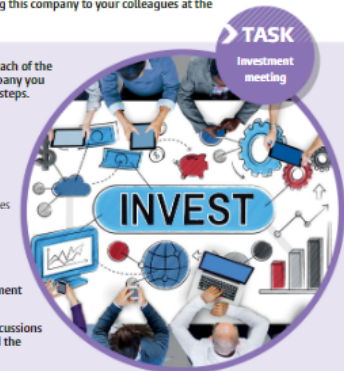 ng this company to your colleagues at the
TASK
Investment
meeting
ach of the
pany you
steps.
es
INVEST
ment
cussions
the